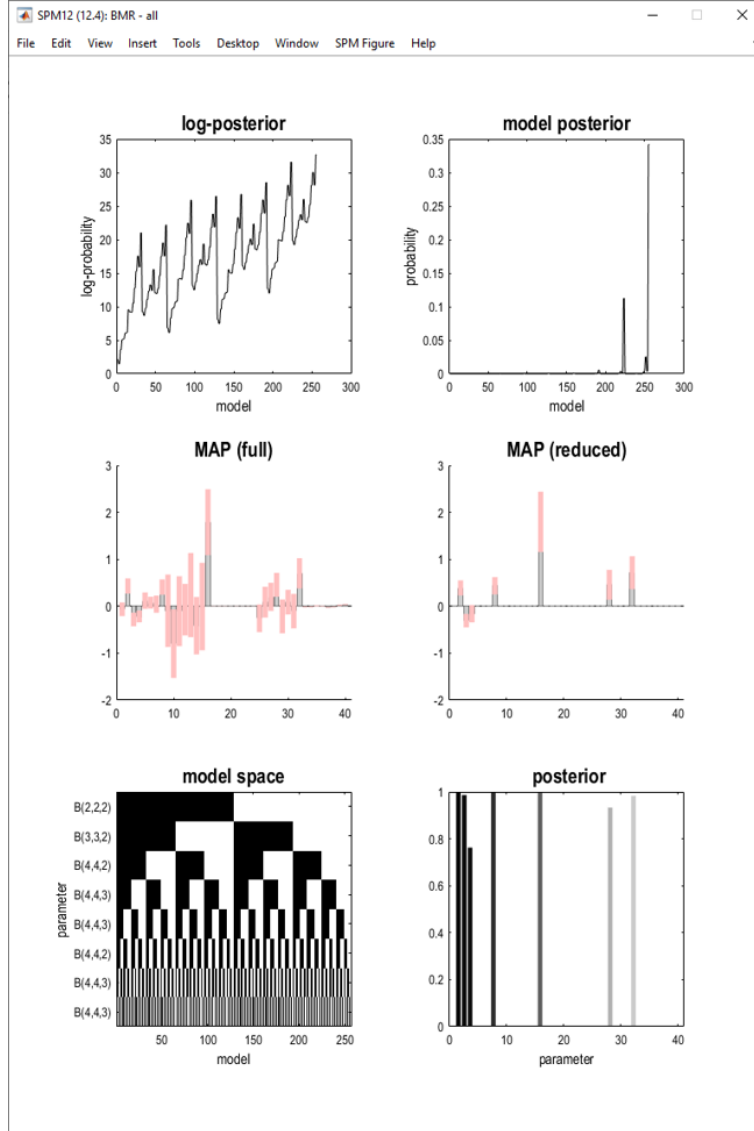 SPM12 (12.4): BMR - all
File Edit View Insert Tools Desktop Window SPM Figure Help
log-posterior
35
30
25
20
15
10
5
0
log-probability
0 50 100 150 200 250 300
model
model posterior
0.35
0.3
0.25
0.2
0.15
0.1
0.05
0
probability
0 50 100 150 200 250 300
model
MAP (full)
3
2
1
0
-1
-2
0 10 20 30 40
MAP (reduced)
3
2
1
0
-1
-2
0 10 20 30 40
model space
B(2,2,2)
B(3,3,2)
B(4,4,2)
B(4,4,3)
B(4,4,3)
B(4,4,2)
B(4,4,3)
B(4,4,3)
parameter
50 100 150 200 250
model
posterior
1
0.8
0.6
0.4
0.2
0
0 10 20 30 40
parameter